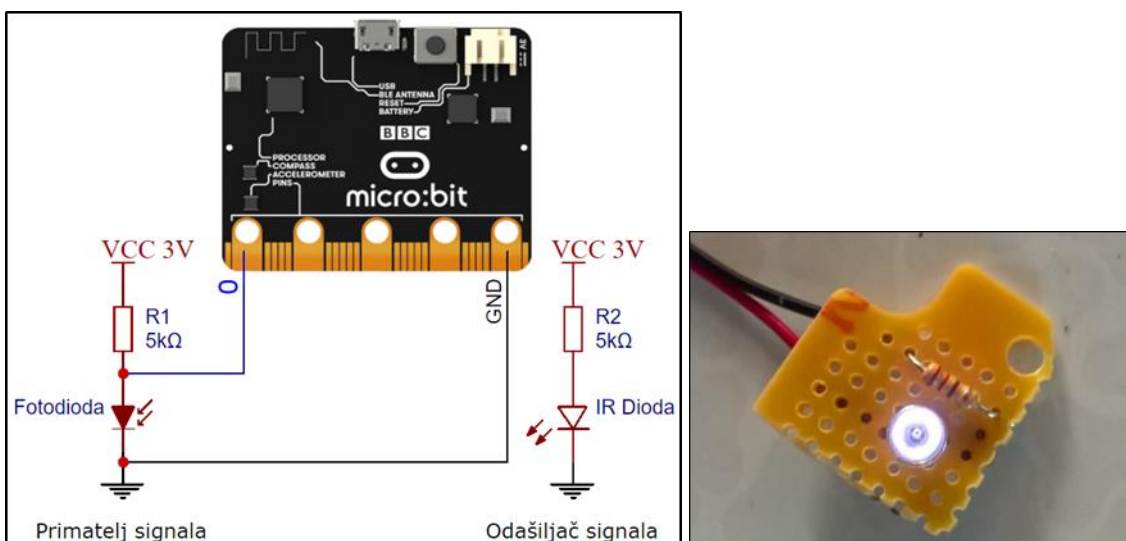 USB
BLE ANTENNA
RESET
BATTERY
3V
BBC
PROCESSOR
COMPASS
ACCELEROMETER
PINS
micro:bit
VCC 3V
VCC 3V
0
GND
R1
5kΩ
R2
5kΩ
Fotodioda
IR Dioda
Primatelj signala
Odašiljač signala